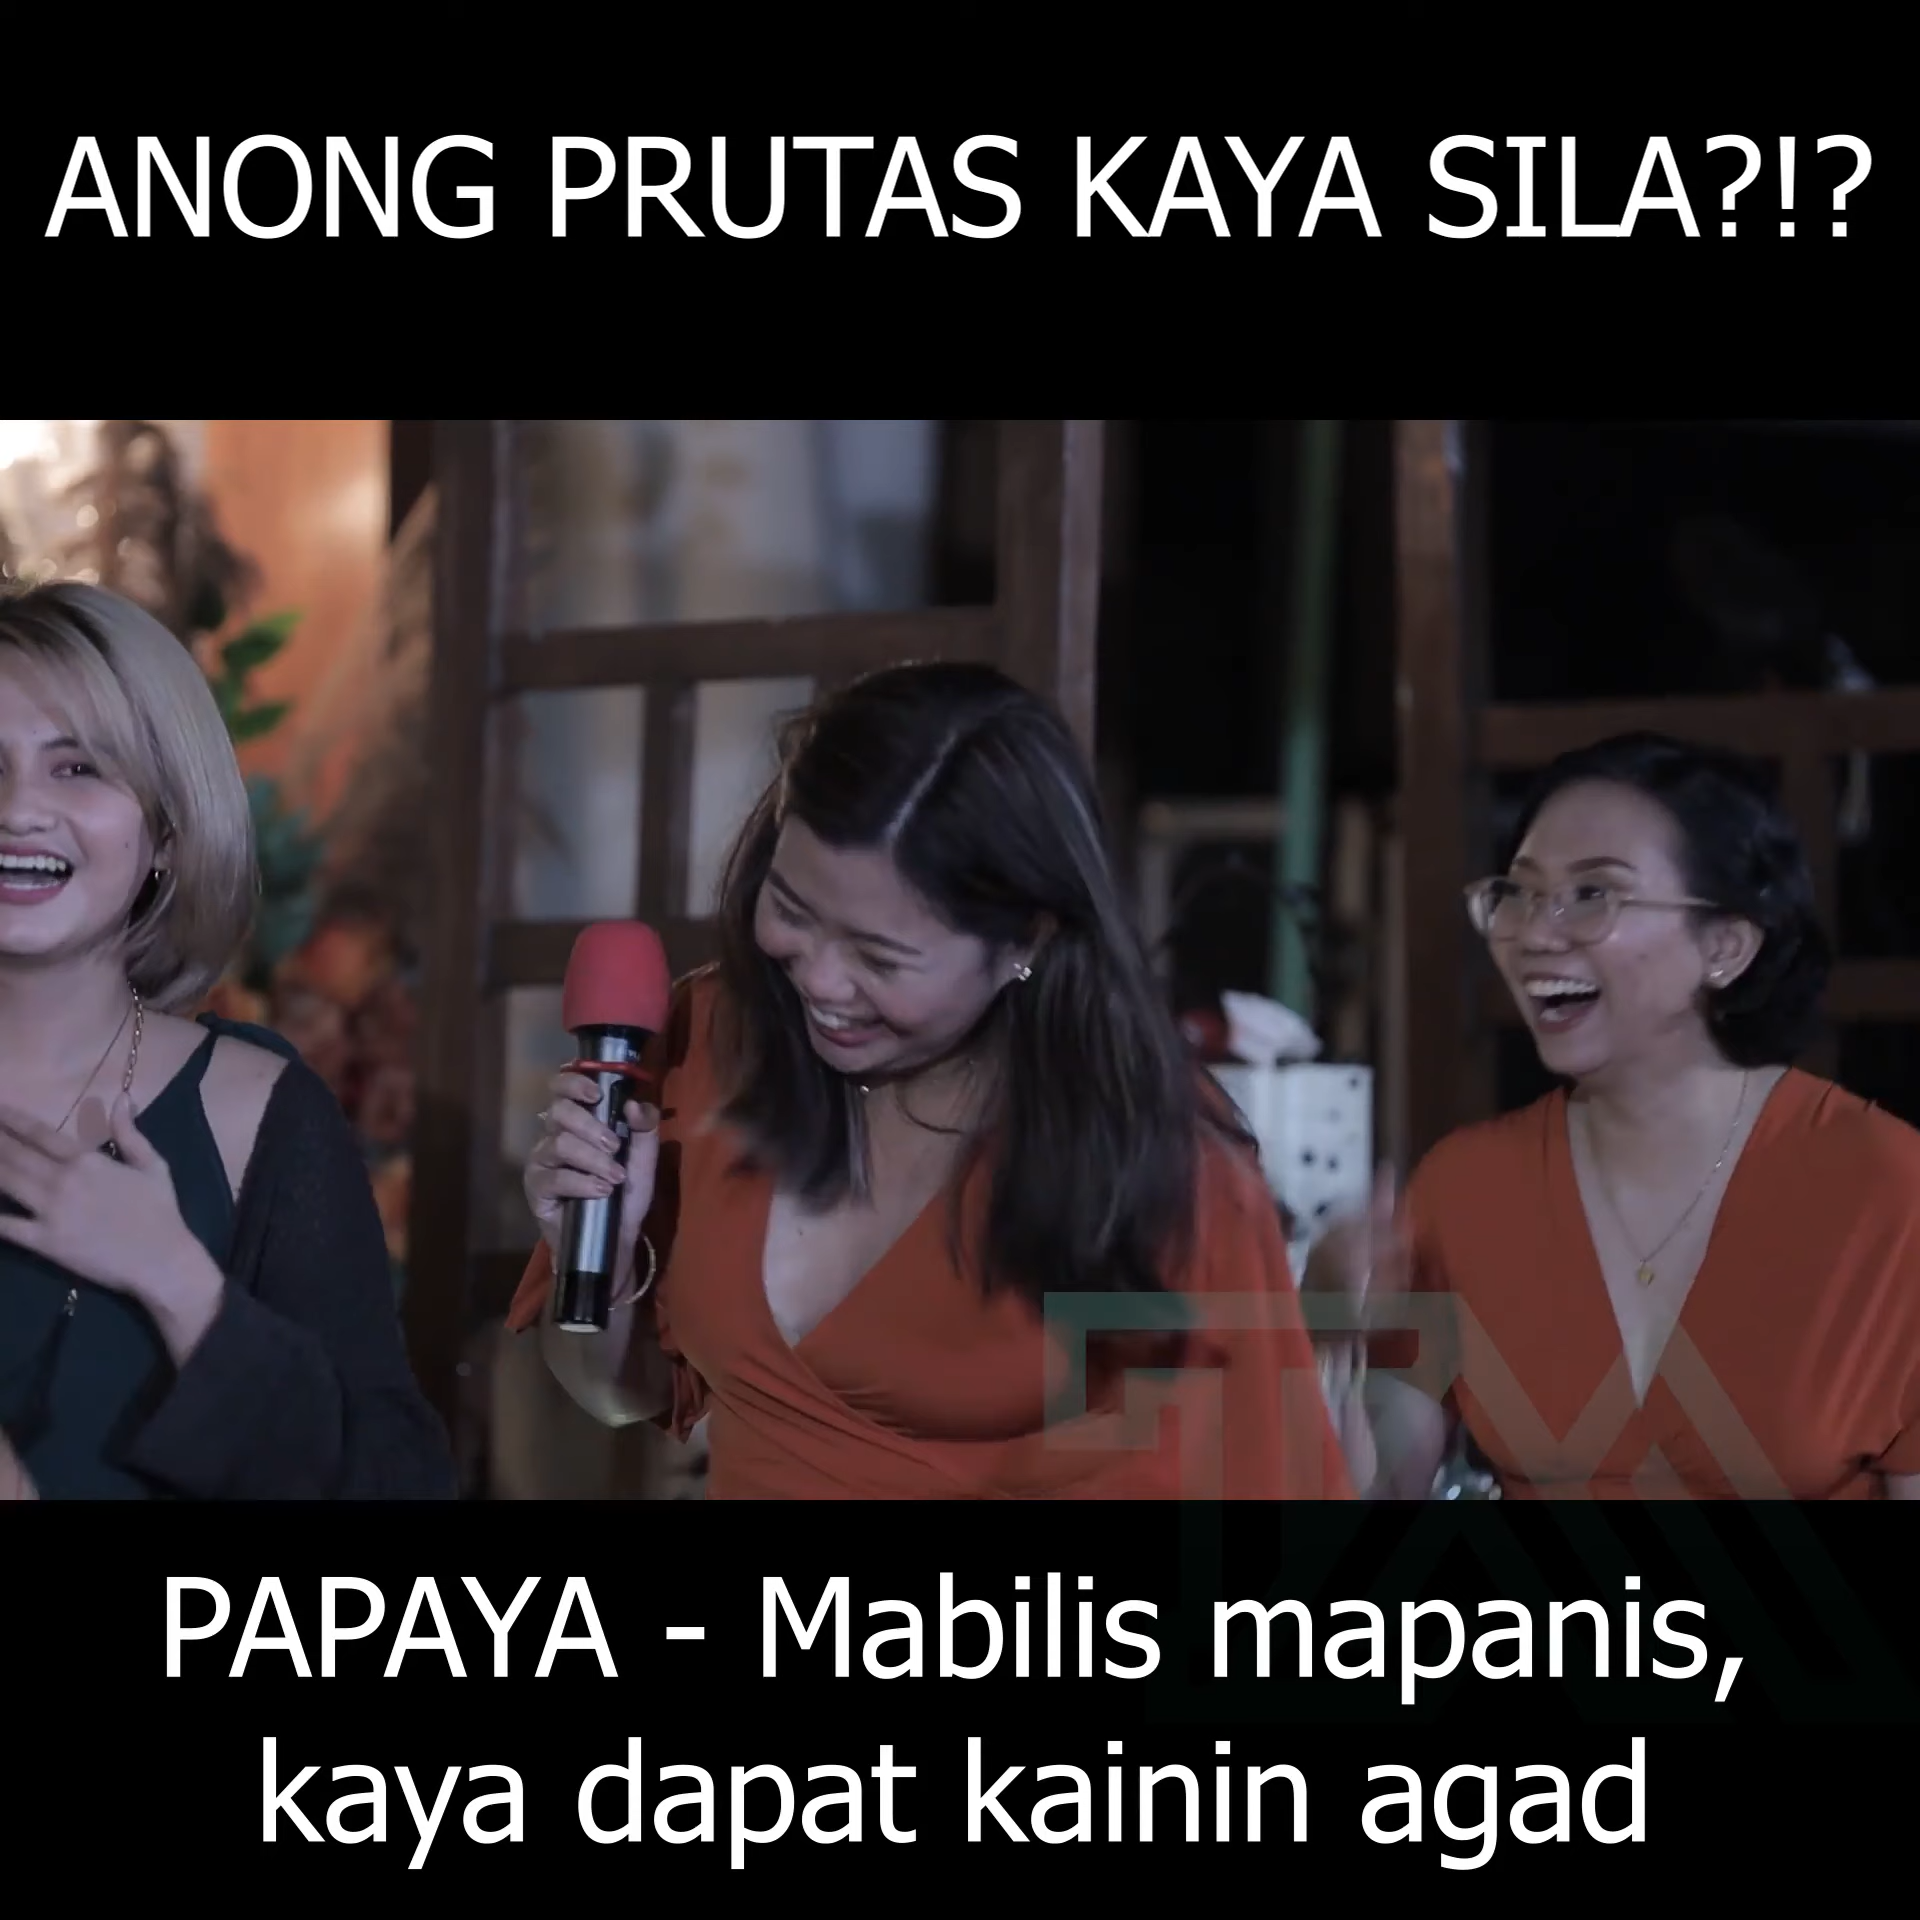 ANONG PRUTAS KAYA SILA?!?
PAPAYA - Mabilis mapanis,
kaya dapat kainin agad